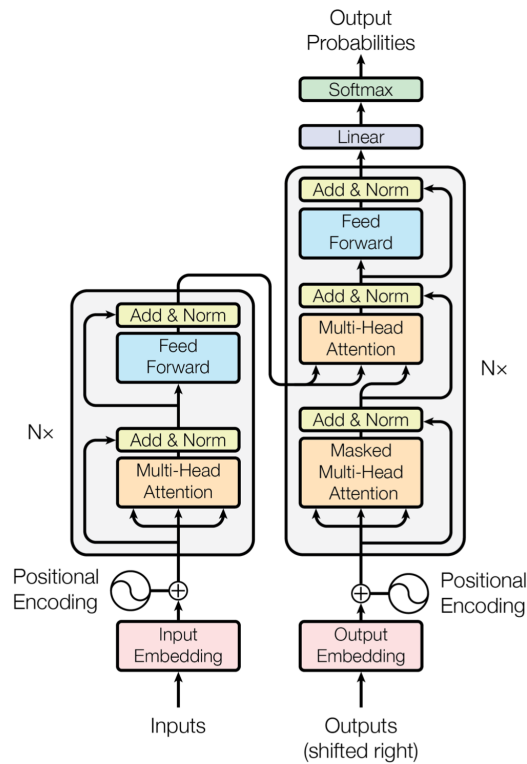 Output
Probabilities
Softmax
Linear
Add & Norm
Feed
Forward
Add & Norm
Multi-Head
Attention
Add & Norm
Masked
Multi-Head
Attention
Nx
Add & Norm
Feed
Forward
Add & Norm
Multi-Head
Attention
N×
Positional
Encoding
Positional
Encoding
Input
Embedding
Output
Embedding
Inputs
Outputs
(shifted right)